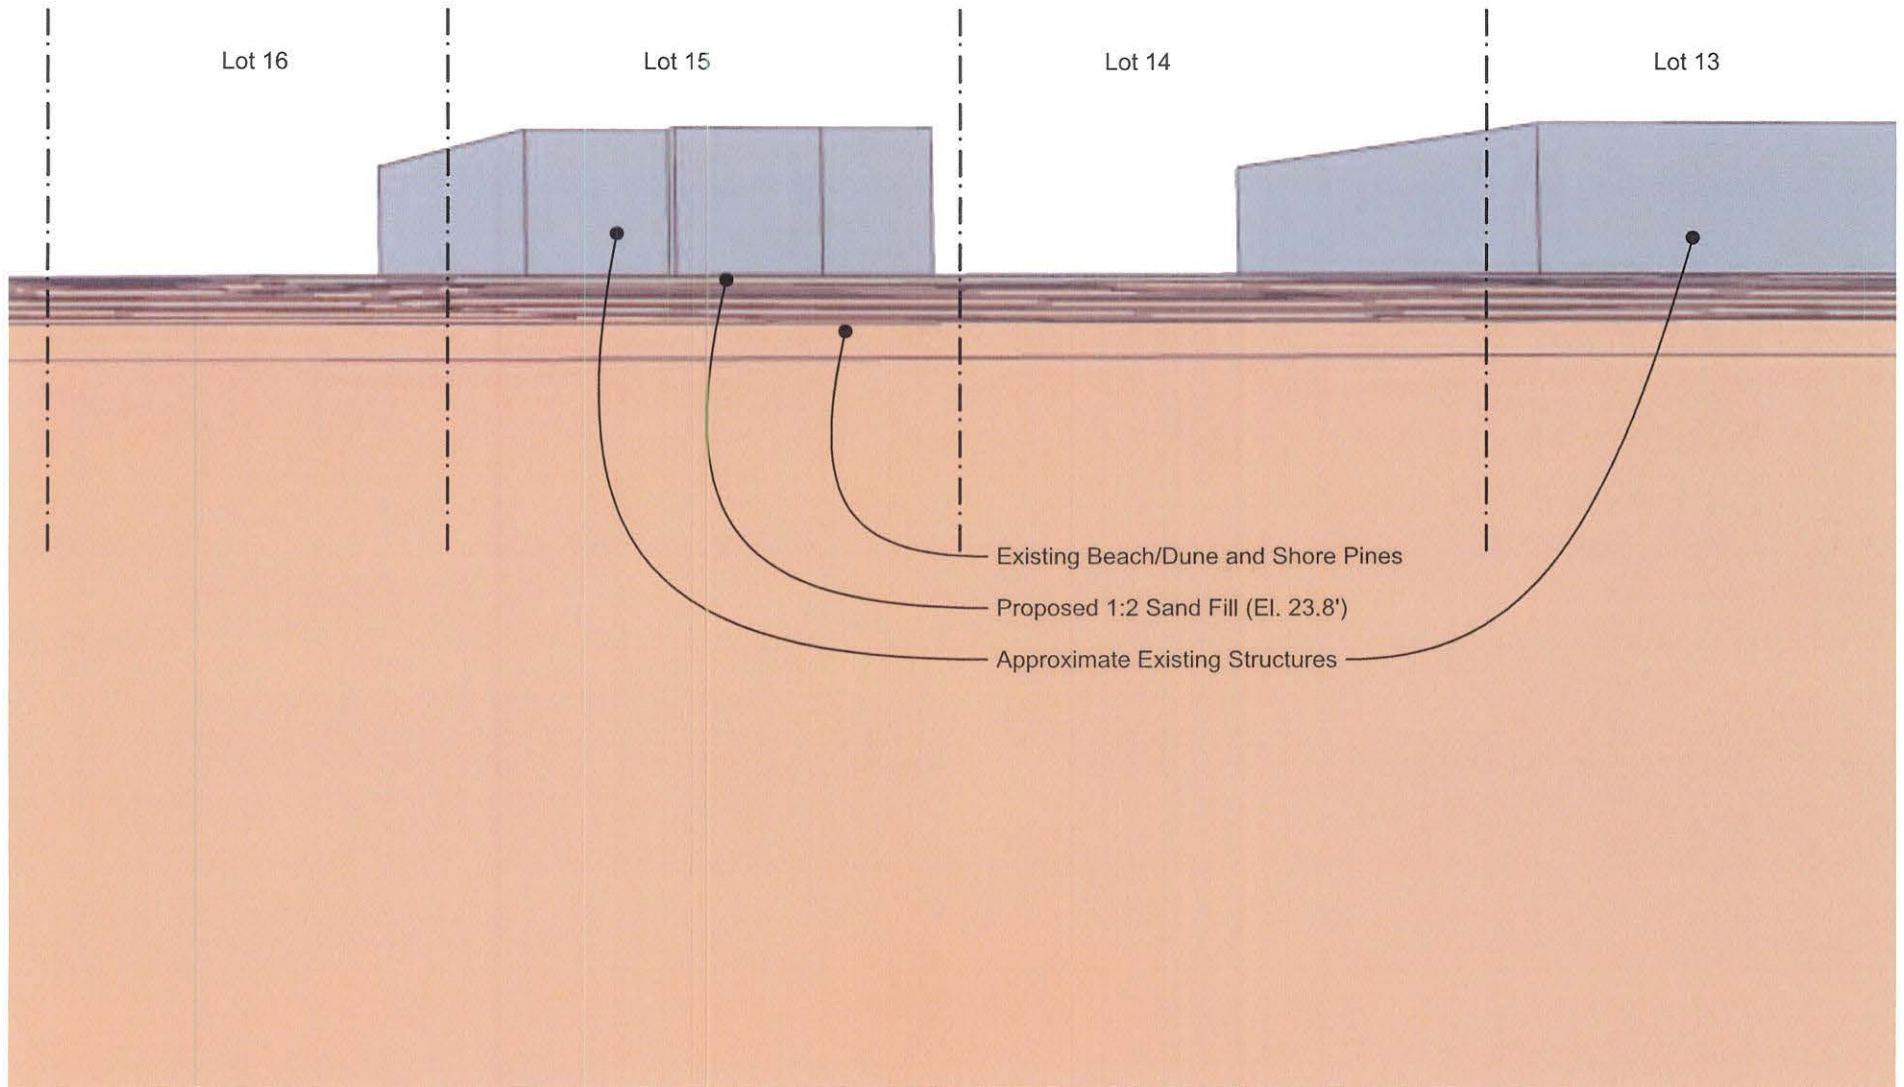 Lot 16
Lot 15
Lot 14
Lot 13
Existing Beach/Dune and Shore Pines
Proposed 1:2 Sand Fill (El. 23.8')
Approximate Existing Structures